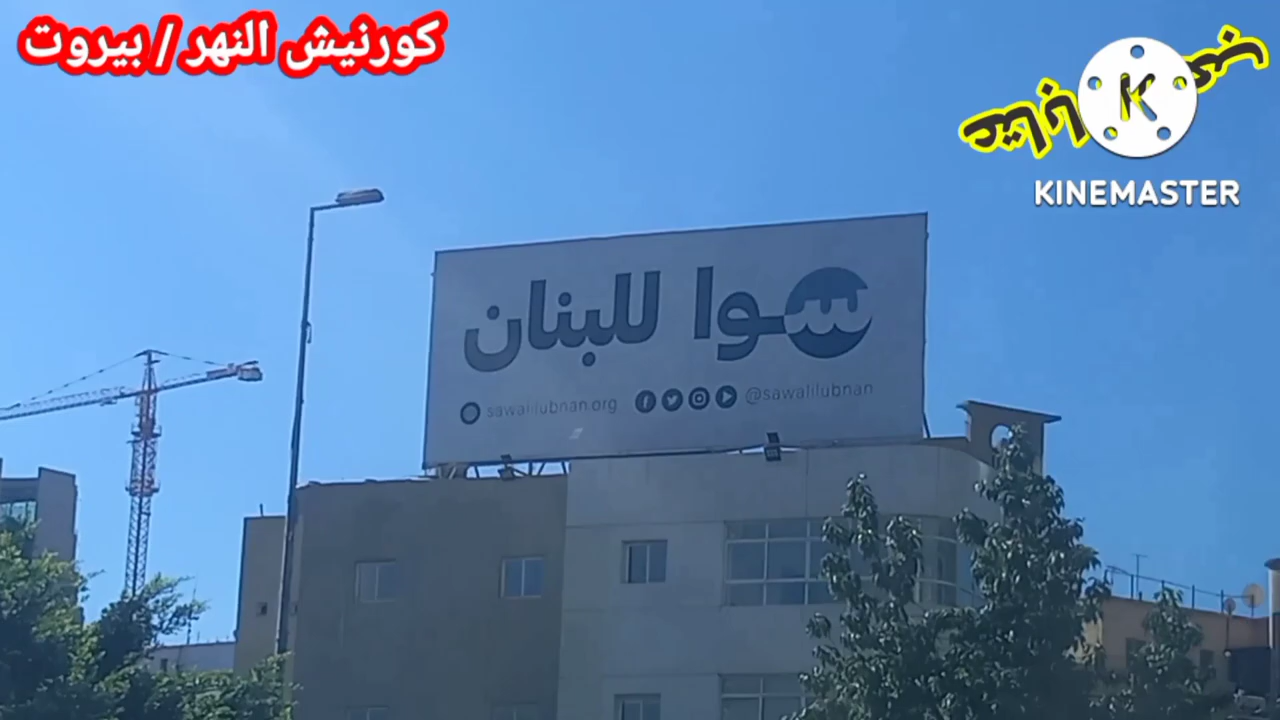 كورنيش النهر / بيروت
KINEMASTER
سوا للبنان
sawalilubnan.org
@sawalilubnan